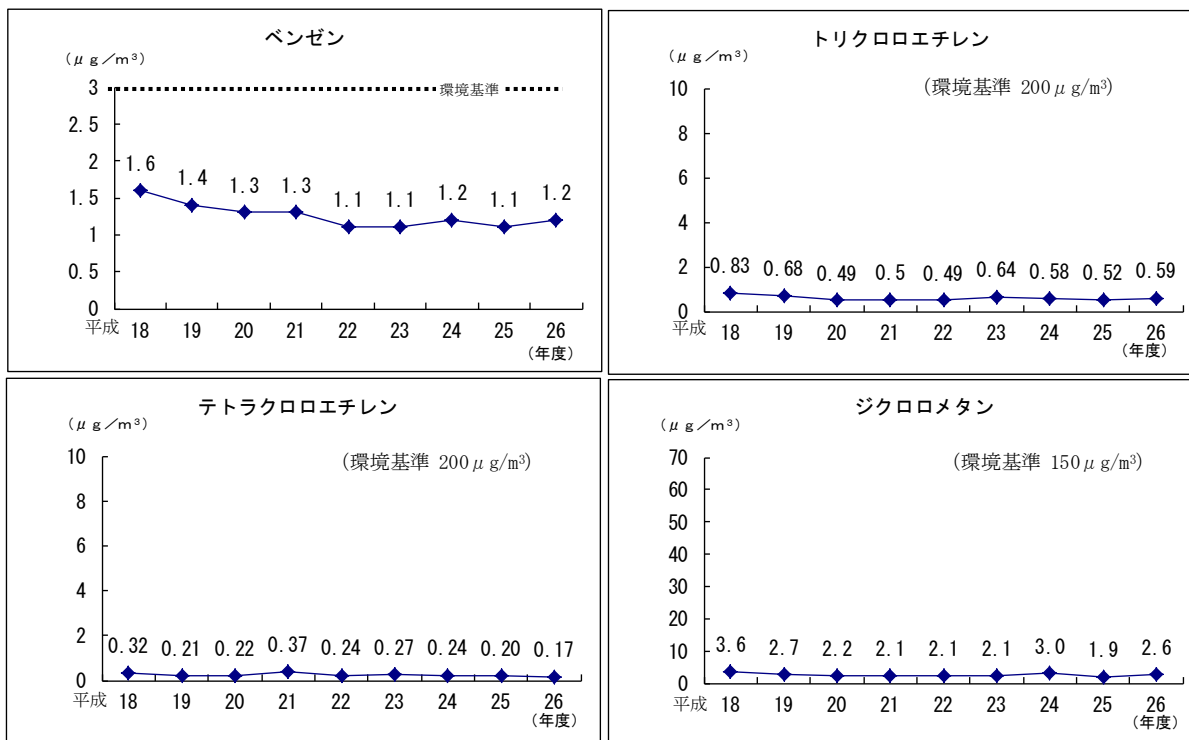 ベンゼン
(μg/m³)
3
環境基準
2.5
2
1.5
1
0.5
0
1.6 1.4 1.3 1.3 1.1 1.1 1.2 1.1 1.2
平成 18 19 20 21 22 23 24 25 26
(年度)
トリクロロエチレン
(μg/m³)
(環境基準 200μg/m³)
10
8
6
4
2
0
0.83 0.68 0.49 0.5 0.49 0.64 0.58 0.52 0.59
平成 18 19 20 21 22 23 24 25 26
(年度)
テトラクロロエチレン
(μg/m³)
(環境基準 200μg/m³)
10
8
6
4
2
0
0.32 0.21 0.22 0.37 0.24 0.27 0.24 0.20 0.17
平成 18 19 20 21 22 23 24 25 26
(年度)
ジクロロメタン
(μg/m³)
(環境基準 150μg/m³)
70
60
50
40
30
20
10
0
3.6 2.7 2.2 2.1 2.1 2.1 3.0 1.9 2.6
平成 18 19 20 21 22 23 24 25 26
(年度)